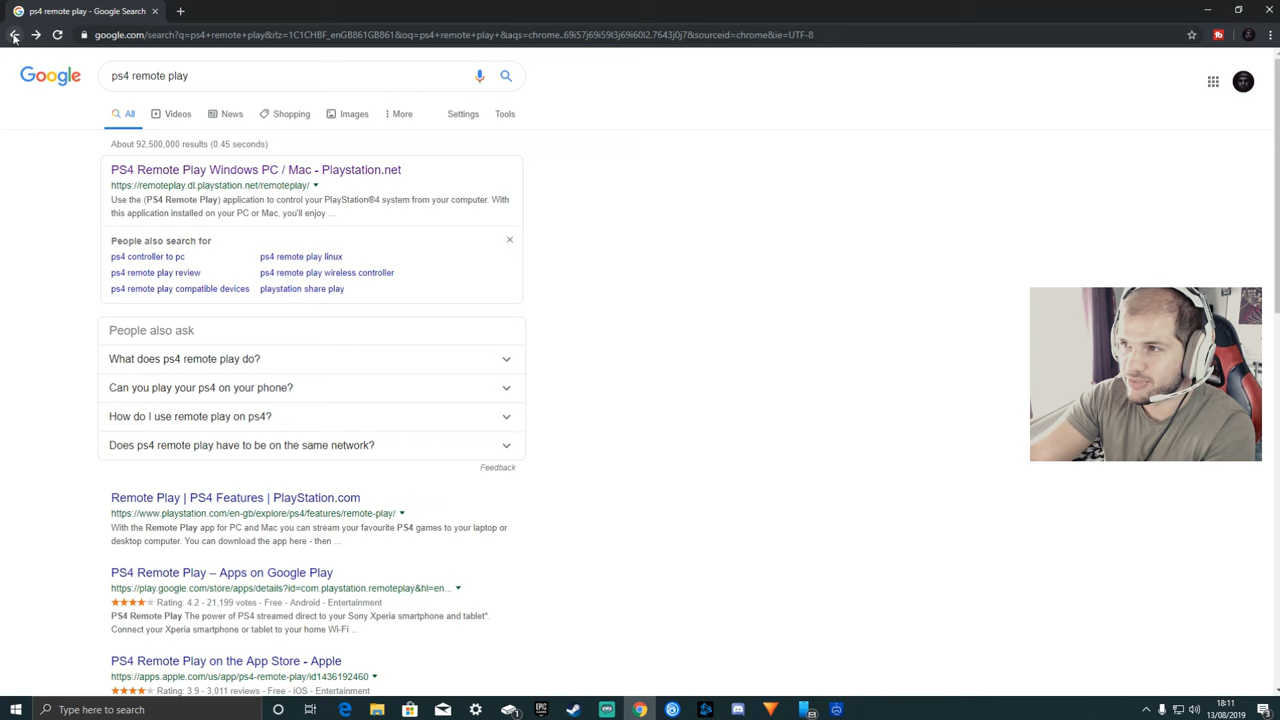 ps4 remote play - Google Search
google.com/search?q=ps4+remote+play+&rlz=1C1CHBF_enGB861GB861&oq=ps4+remote+play+&aqs=chrome..69i57j69i59l3j69i60l2.7643j0j7&sourceid=chrome&ie=UTF-8
Google
ps4 remote play
All Videos News Shopping Images More Settings Tools
About 92,500,000 results (0.45 seconds)
PS4 Remote Play Windows PC / Mac - Playstation.net
https://remoteplay.dl.playstation.net/remoteplay/
Use the (PS4 Remote Play) application to control your PlayStation®4 system from your computer. With
this application installed on your PC or Mac, you'll enjoy ...
People also search for
ps4 controller to pc ps4 remote play linux
ps4 remote play review ps4 remote play wireless controller
ps4 remote play compatible devices playstation share play
People also ask
What does ps4 remote play do?
Can you play your ps4 on your phone?
How do I use remote play on ps4?
Does ps4 remote play have to be on the same network?
Feedback
Remote Play | PS4 Features | PlayStation.com
https://www.playstation.com/en-gb/explore/ps4/features/remote-play/
With the Remote Play app for PC and Mac you can stream your favourite PS4 games to your laptop or
desktop computer. You can download the app here - then ...
PS4 Remote Play – Apps on Google Play
https://play.google.com/store/apps/details?id=com.playstation.remoteplay&hl=en...
Rating: 4.2 - 21,199 votes - Free - Android - Entertainment
PS4 Remote Play The power of PS4 streamed direct to your Sony Xperia smartphone and tablet*.
Connect your Xperia smartphone or tablet to your home Wi-Fi ...
PS4 Remote Play on the App Store - Apple
https://apps.apple.com/us/app/ps4-remote-play/id1436192460
Rating: 3.9 - 3,011 reviews - Free - iOS - Entertainment
Type here to search
18:11
13/08/2019